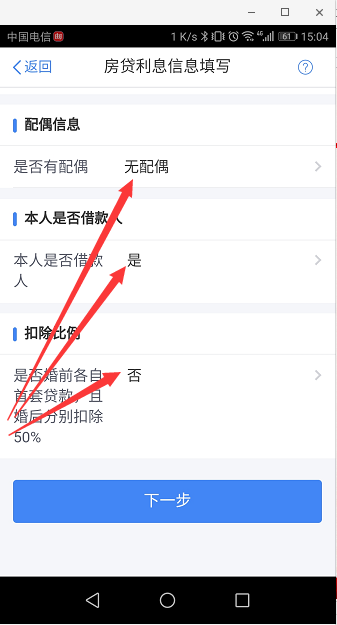 中国电信 1 K/s 4G 61 15:04
返回 房贷利息信息填写 ?
配偶信息
是否有配偶 无配偶
本人是否借款人
本人是否借款 是
人
扣除比例
是否婚前各自 否
首套贷款，且
婚后分别扣除
50%
下一步